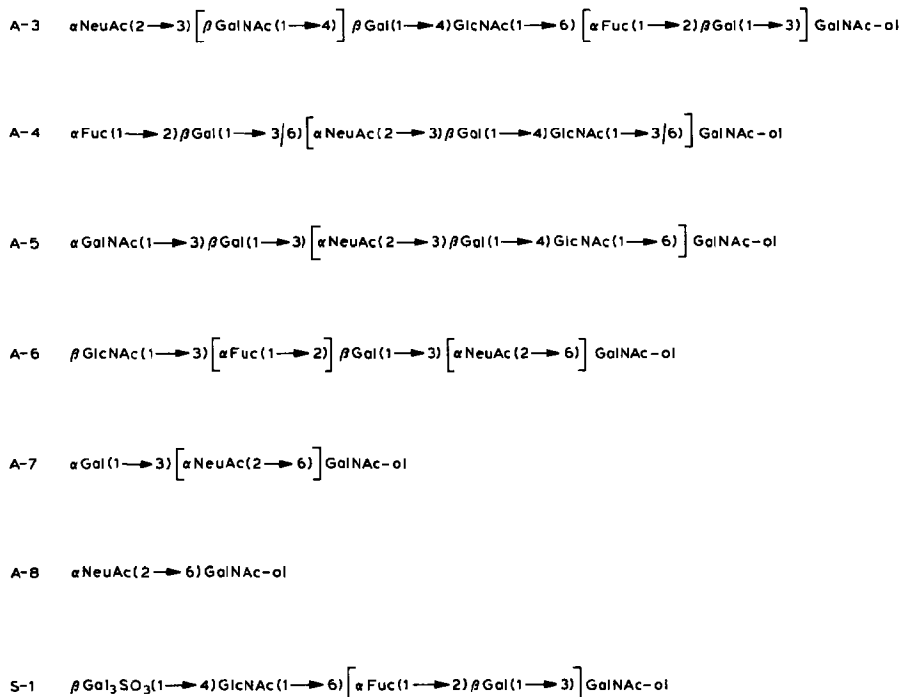 A-3 αNeuAc(2→3)[βGalNAc(1→4)]βGal(1→4)GlcNAc(1→6)[αFuc(1→2)βGal(1→3)]GalNAc-ol
A-4 αFuc(1→2)βGal(1→3/6)[αNeuAc(2→3)βGal(1→4)GlcNAc(1→3/6)]GalNAc-ol
A-5 αGalNAc(1→3)βGal(1→3)[αNeuAc(2→3)βGal(1→4)GlcNAc(1→6)]GalNAc-ol
A-6 βGlcNAc(1→3)[αFuc(1→2)]βGal(1→3)[αNeuAc(2→6)]GalNAc-ol
A-7 αGal(1→3)[αNeuAc(2→6)]GalNAc-ol
A-8 αNeuAc(2→6)GalNAc-ol
S-1 βGal₃SO₃(1→4)GlcNAc(1→6)[αFuc(1→2)βGal(1→3)]GalNAc-ol